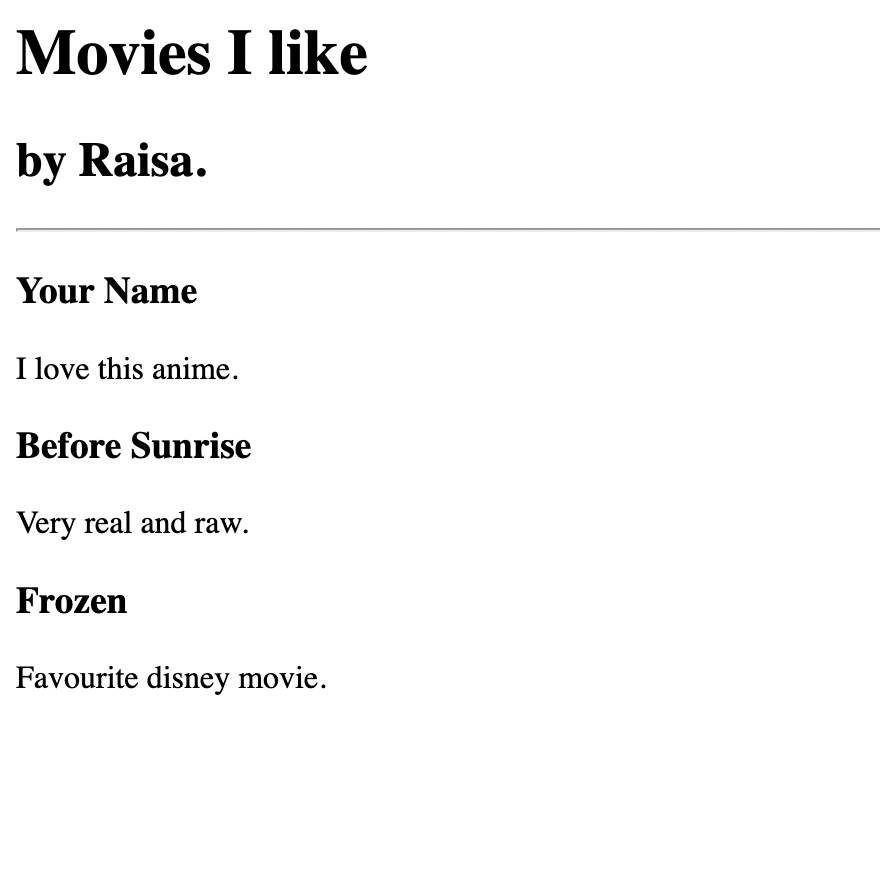 Movies I like
by Raisa.
Your Name
I love this anime.
Before Sunrise
Very real and raw.
Frozen
Favourite disney movie.